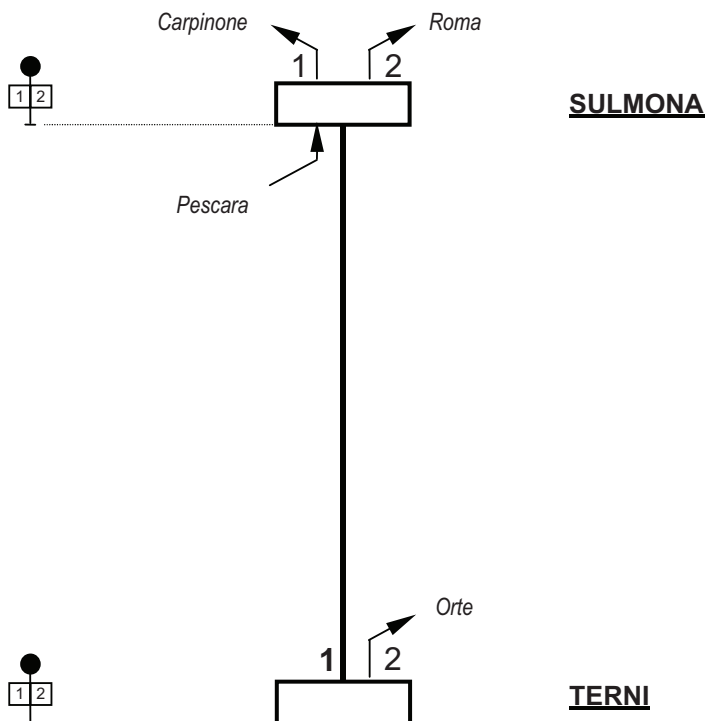 Carpinone Roma
1 2
1 2 SULMONA
Pescara
Orte
1 2
1 2 TERNI